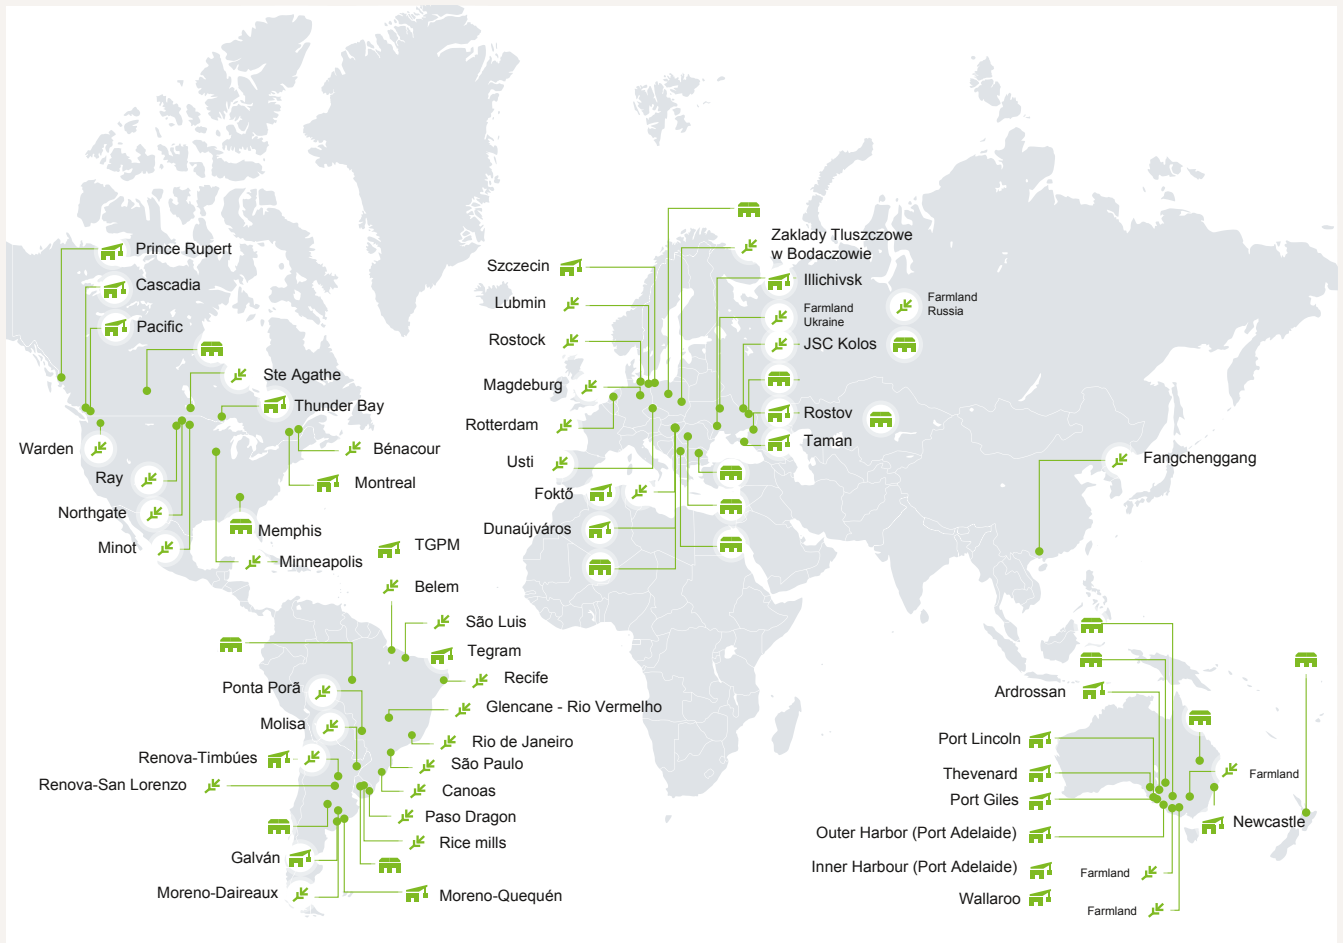 Prince Rupert
Cascadia
Pacific
Ste Agathe
Thunder Bay
Warden
Bénacour
Ray
Montreal
Northgate
Memphis
Minot
Minneapolis
TGPM
Belem
São Luis
Tegram
Recife
Ponta Porã
Glencane - Rio Vermelho
Molisa
Rio de Janeiro
Renova-Timbúes
São Paulo
Renova-San Lorenzo
Canoas
Paso Dragon
Rice mills
Galván
Moreno-Daireaux
Moreno-Quequén
Szczecin
Lubmin
Rostock
Magdeburg
Rotterdam
Usti
Foktő
Dunaújváros
Zaklady Tluszczowe
w Bodaczowie
Illichivsk
Farmland
Ukraine
Farmland
Russia
JSC Kolos
Rostov
Taman
Fangchenggang
Ardrossan
Port Lincoln
Thevenard
Port Giles
Outer Harbor (Port Adelaide)
Inner Harbour (Port Adelaide)
Wallaroo
Farmland
Newcastle
Farmland
Farmland